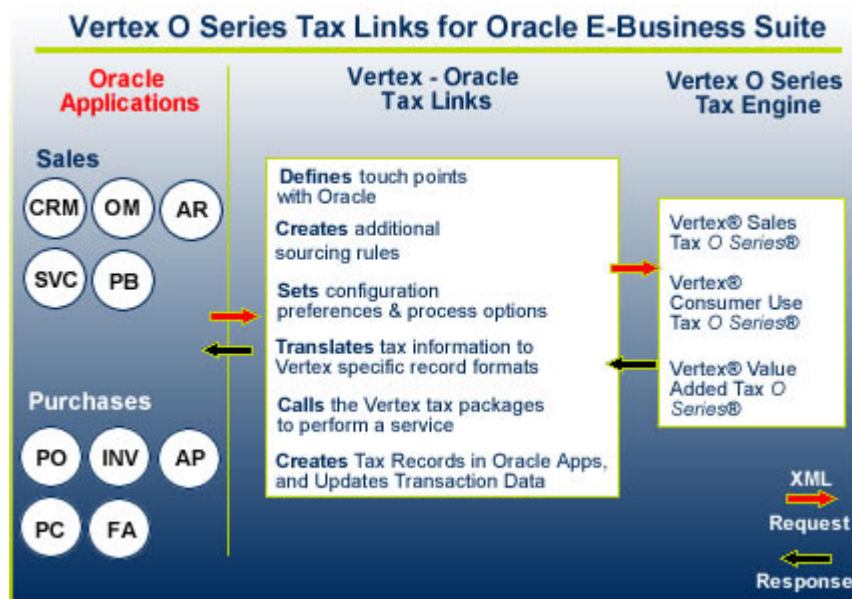 Vertex O Series Tax Links for Oracle E-Business Suite
Oracle
Applications
Sales
CRM
OM
AR
SVC
PB
Purchases
PO
INV
AP
PC
FA
Vertex - Oracle
Tax Links
Defines touch points
with Oracle
Creates additional
sourcing rules
Sets configuration
preferences & process options
Translates tax information to
Vertex specific record formats
Calls the Vertex tax packages
to perform a service
Creates Tax Records in Oracle Apps,
and Updates Transaction Data
Vertex O Series
Tax Engine
Vertex® Sales
Tax O Series®
Vertex®
Consumer Use
Tax O Series®
Vertex® Value
Added Tax O
Series®
XML
Request
Response